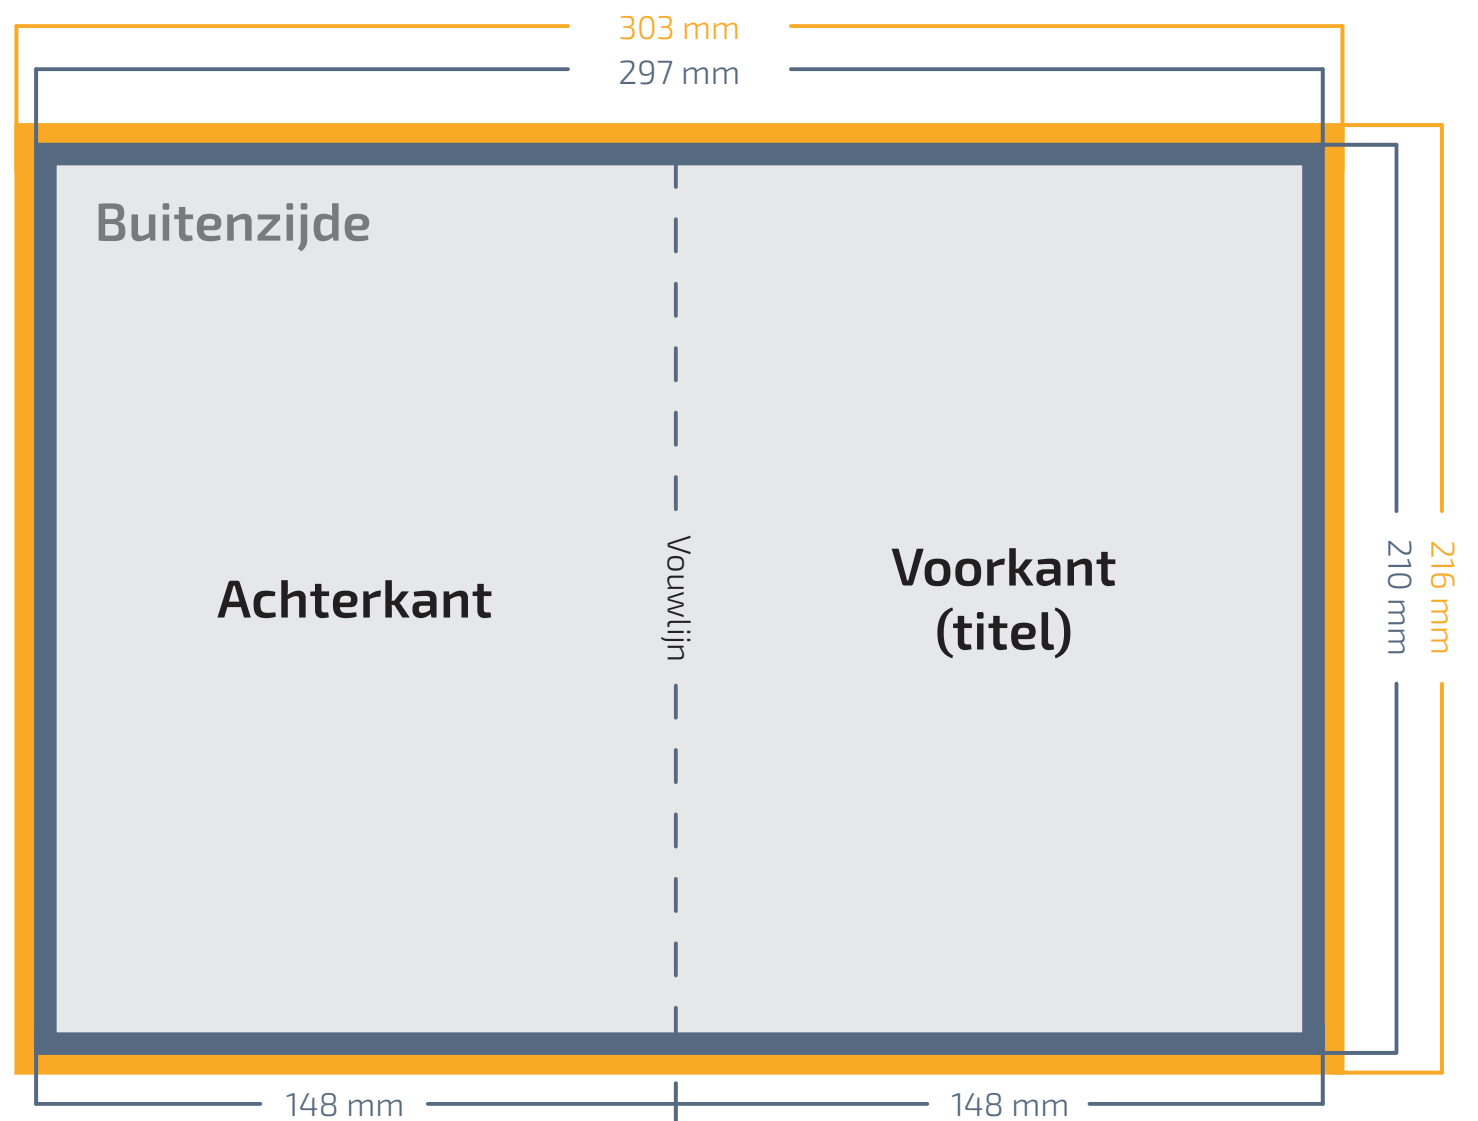 303 mm
297 mm
Buitenzijde
Achterkant
Vouwlijn
Voorkant
(titel)
210 mm
216 mm
148 mm
148 mm